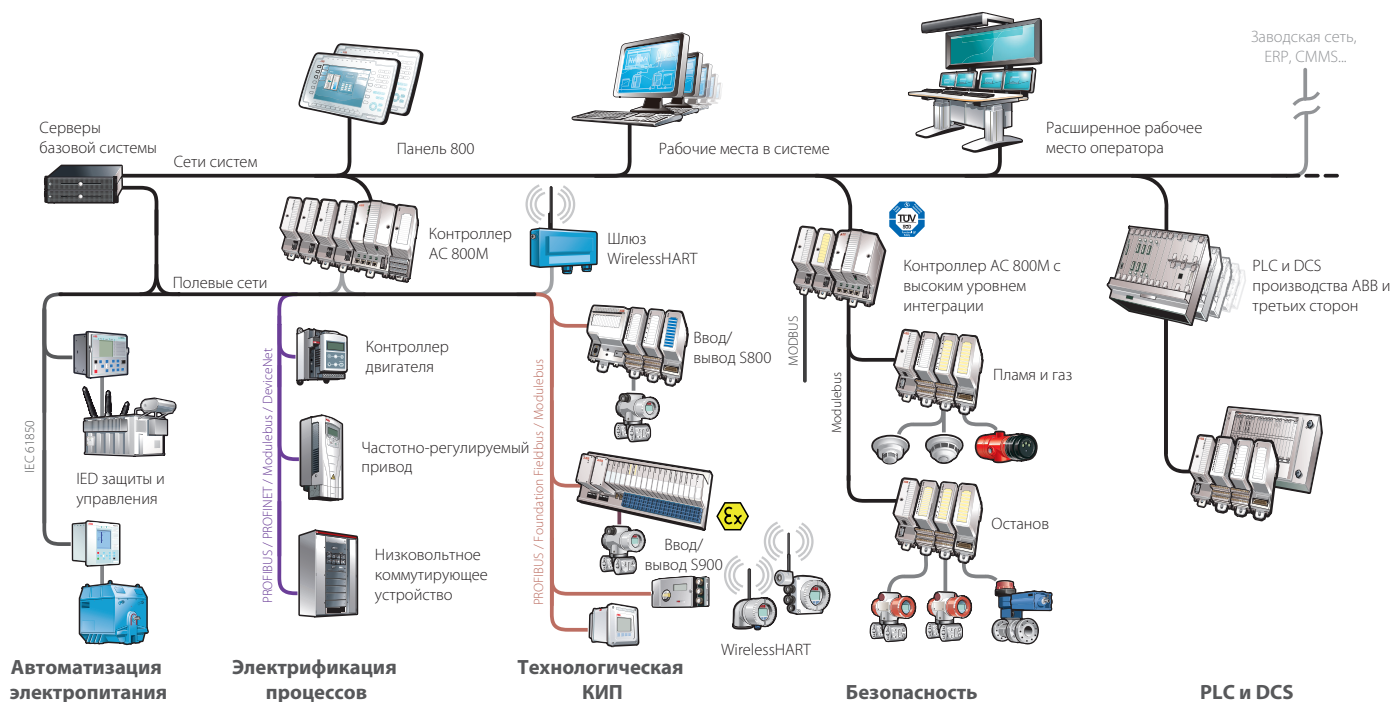 Заводская сеть,
ERP, CMMS...
Серверы
базовой системы
Сети систем
Панель 800
Рабочие места в системе
Расширенное рабочее
место оператора
Контроллер
AC 800M
Шлюз
WirelessHART
TÜV
Контроллер AC 800M с
высоким уровнем
интеграции
PLC и DCS
производства ABB и
третьих сторон
Полевые сети
IEC 61850
IED защиты и
управления
PROFIBUS / PROFINET / Modulebus / DeviceNet
Контроллер
двигателя
Частотно-регулируемый
привод
Низковольтное
коммутирующее
устройство
PROFIBUS / Foundation Fieldbus / Modulebus
Ввод/
вывод S800
Ex
Ввод/
вывод S900
WirelessHART
MODBUS
Modulebus
Пламя и газ
Останов
Автоматизация
электропитания
Электрификация
процессов
Технологическая
КИП
Безопасность
PLC и DCS